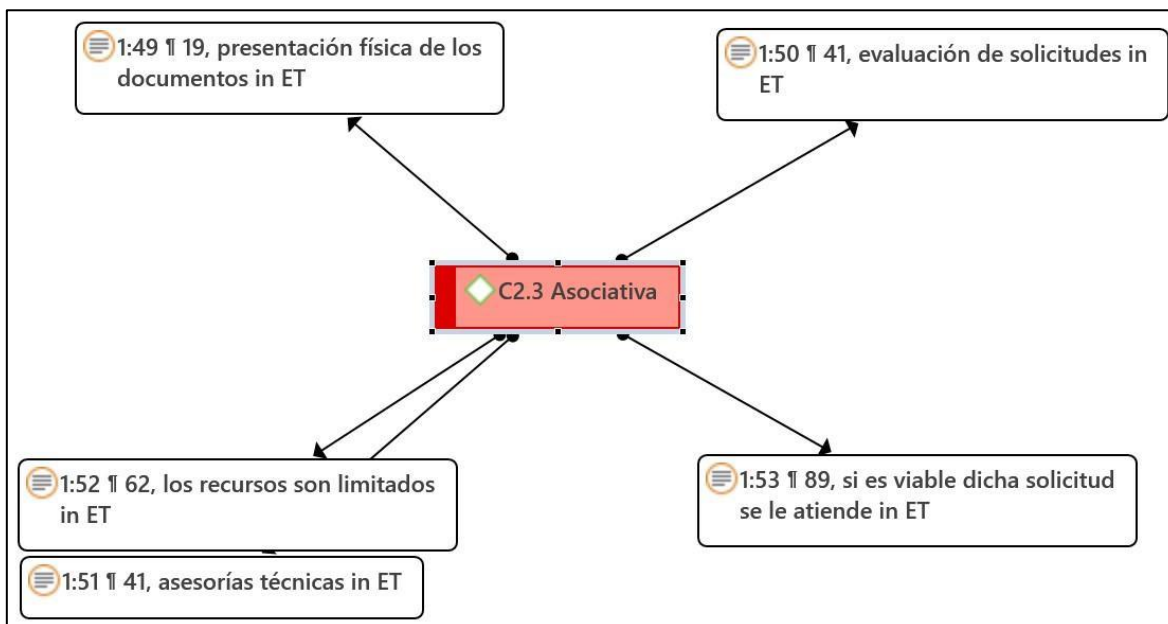 1:49 ¶ 19, presentación física de los
documentos in ET
1:50 ¶ 41, evaluación de solicitudes in
ET
C2.3 Asociativa
1:52 ¶ 62, los recursos son limitados
in ET
1:53 ¶ 89, si es viable dicha solicitud
se le atiende in ET
1:51 ¶ 41, asesorías técnicas in ET